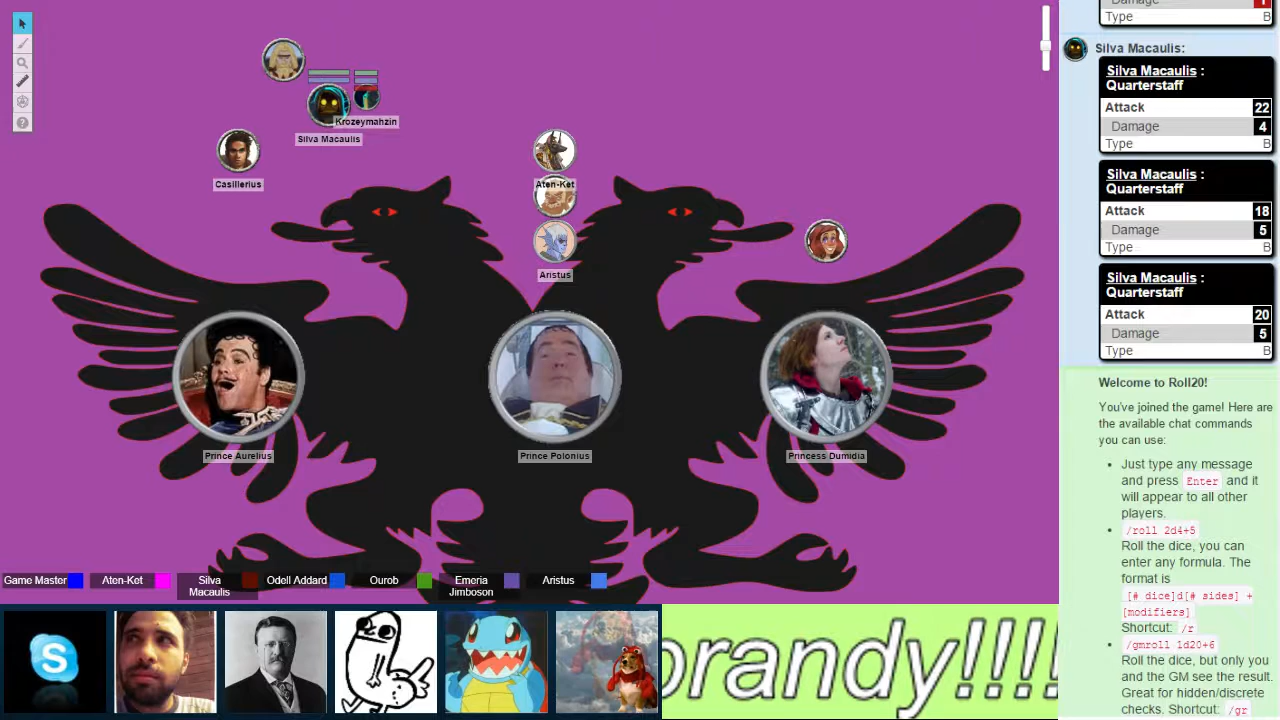 Krozeymahzin
Silva Macaulis
Casillerius
Aten-Ket
Aristus
Prince Aurelius
Prince Polonius
Princess Dumidia
Game Master
Aten-Ket
Silva
Macaulis
Odell Addard
Ourob
Emeria
Jimboson
Aristus
S
orandy!!!!
Damage 1
Type B
Silva Macaulis:
Silva Macaulis :
Quarterstaff
Attack 22
Damage 4
Type B
Silva Macaulis :
Quarterstaff
Attack 18
Damage 5
Type B
Silva Macaulis :
Quarterstaff
Attack 20
Damage 5
Type B
Welcome to Roll20!
You've joined the game! Here are
the available chat commands
you can use:
• Just type any message
and press Enter and it
will appear to all other
players.
• /roll 2d4+5
Roll the dice, you can
enter any formula. The
format is
[# dice]d[# sides] +
[modifiers]
Shortcut: /r
• /gmroll 1d20+6
Roll the dice, but only you
and the GM see the result.
Great for hidden/discrete
checks. Shortcut: /gr